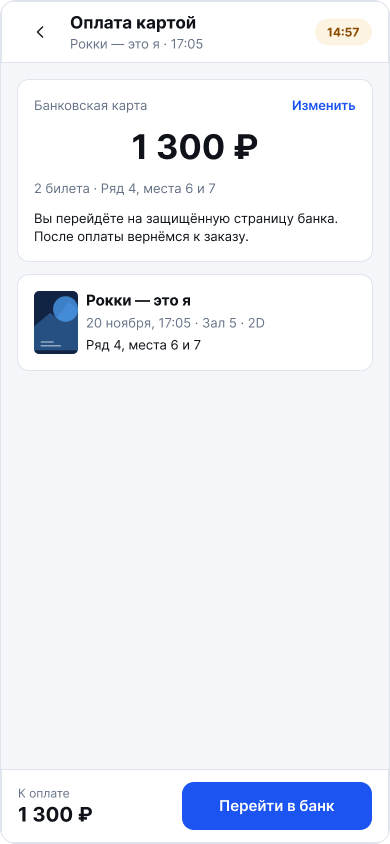 Оплата картой
Рокки — это я · 17:05
14:57
Банковская карта
Изменить
1 300 ₽
2 билета · Ряд 4, места 6 и 7
Вы перейдёте на защищённую страницу банка.
После оплаты вернёмся к заказу.
Рокки — это я
20 ноября, 17:05 · Зал 5 · 2D
Ряд 4, места 6 и 7
К оплате
1 300 ₽
Перейти в банк